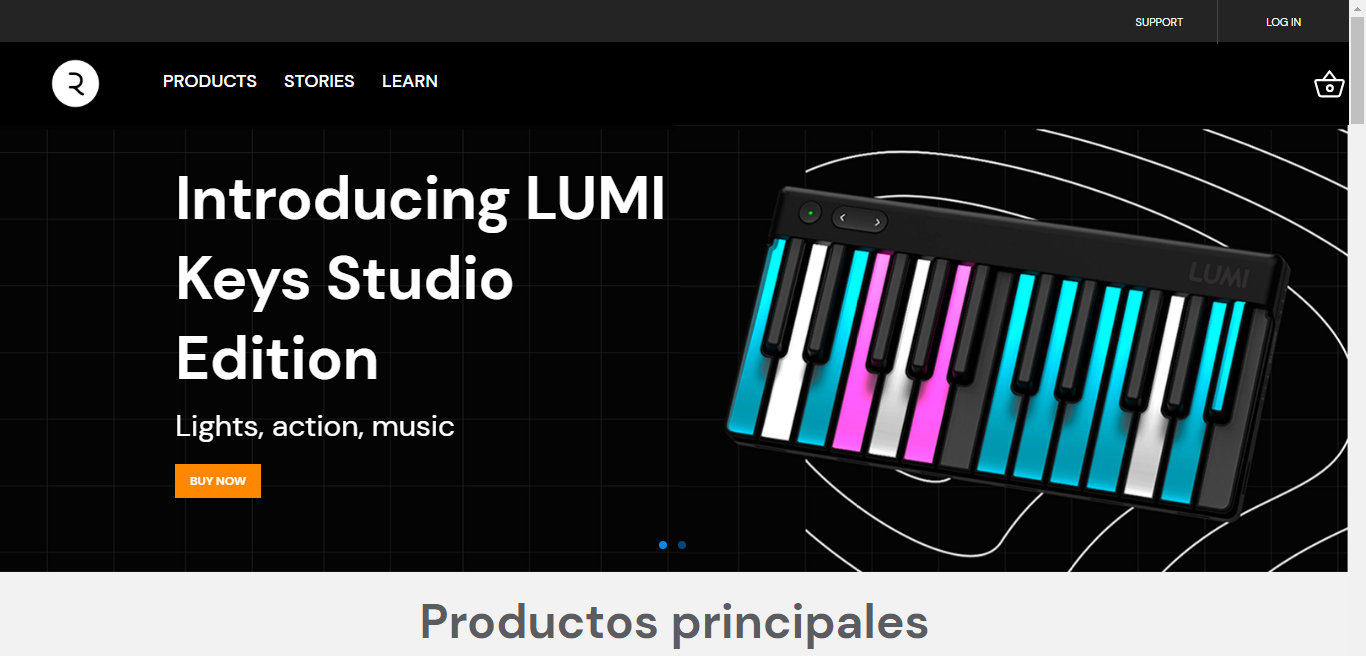 SUPPORT
LOG IN
R
PRODUCTS
STORIES
LEARN
Introducing LUMI
Keys Studio
Edition
Lights, action, music
BUY NOW
LUMI
Productos principales